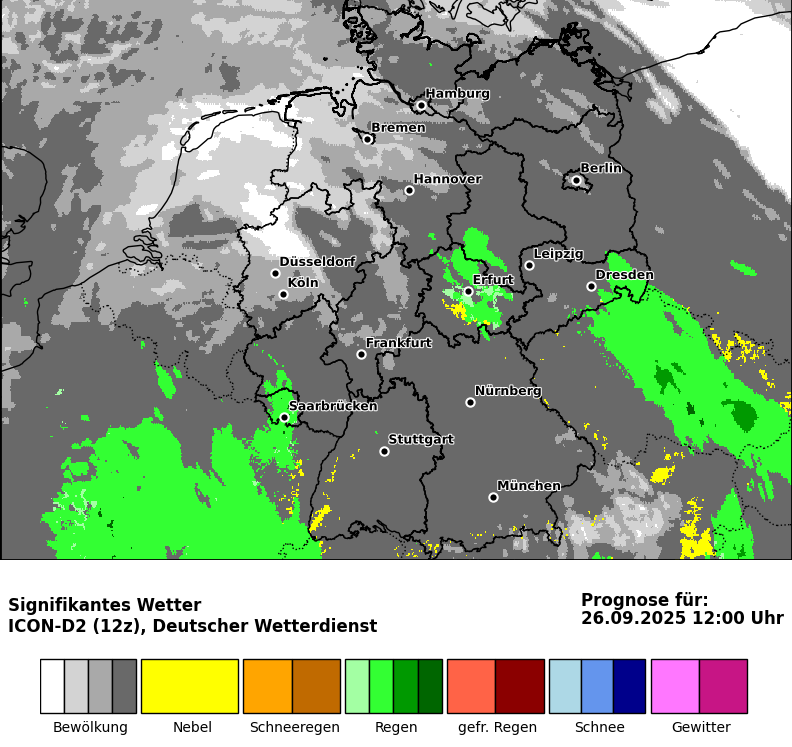 Hamburg
Bremen
Berlin
Hannover
Leipzig
Düsseldorf
Dresden
Köln
Erfurt
Frankfurt
Nürnberg
Saarbrücken
Stuttgart
München
Signifikantes Wetter
ICON-D2 (12z), Deutscher Wetterdienst
Prognose für:
26.09.2025 12:00 Uhr
Bewölkung
Nebel
Schneeregen
Regen
gefr. Regen
Schnee
Gewitter